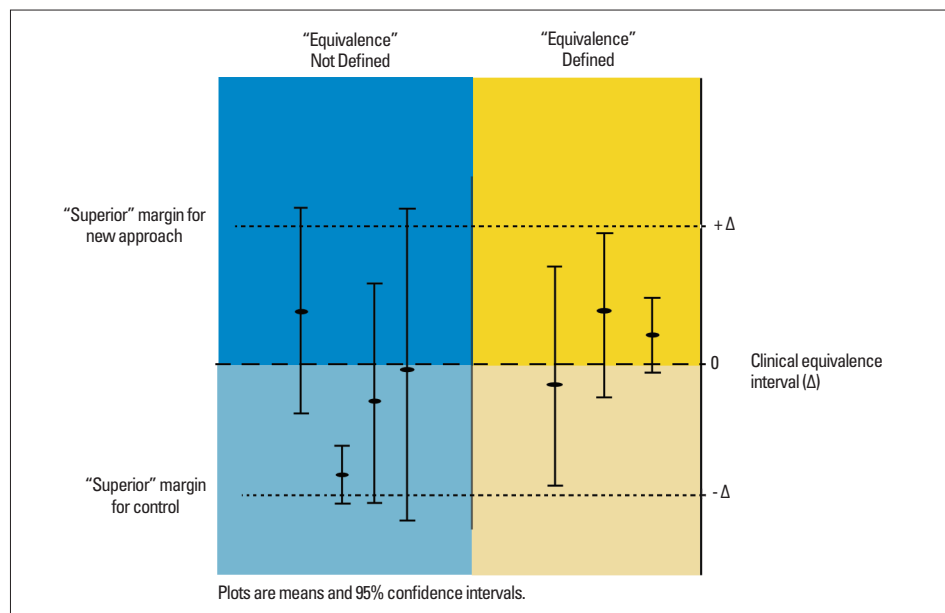 “Equivalence”
Not Defined
“Equivalence”
Defined
“Superior” margin for
new approach
+ Δ
0
Clinical equivalence
interval (Δ)
“Superior” margin
for control
- Δ
Plots are means and 95% confidence intervals.